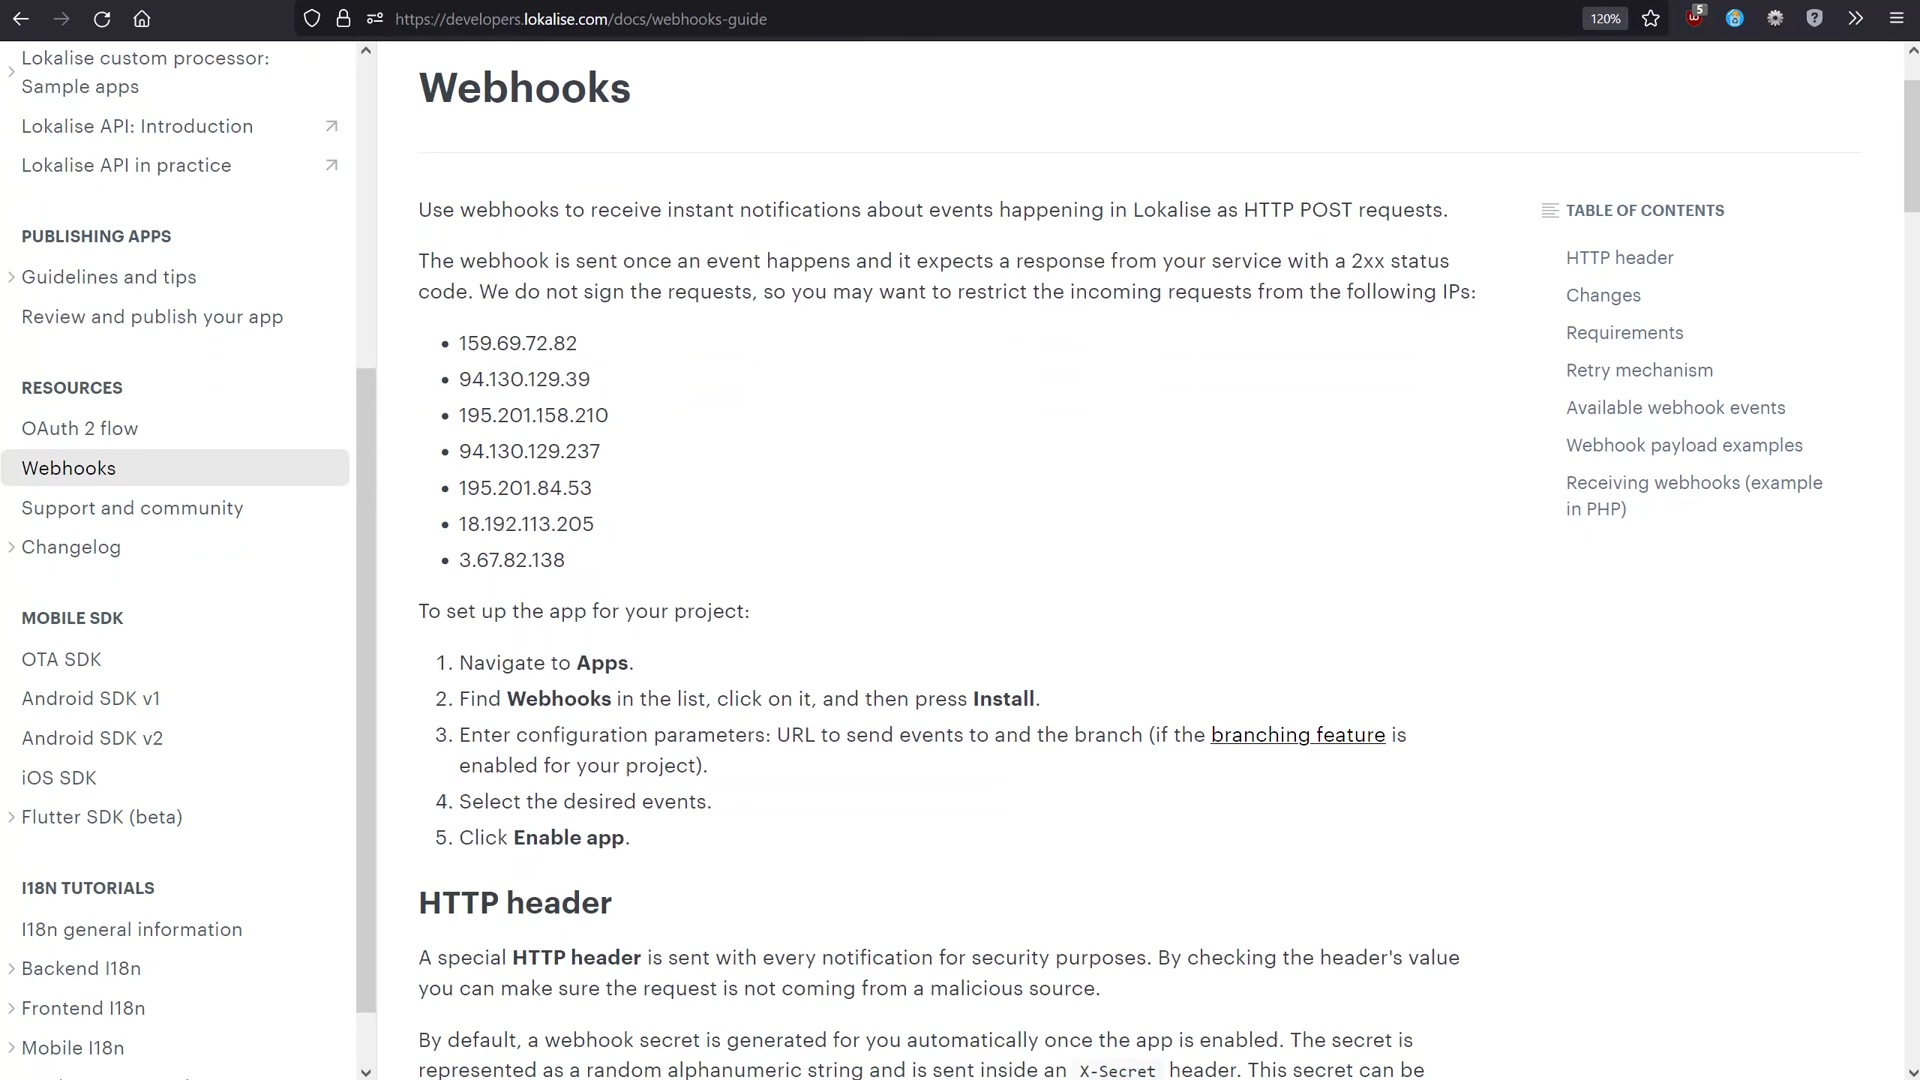 https://developers.lokalise.com/docs/webhooks-guide
120%
5
Lokalise custom processor:
Sample apps
Lokalise API: Introduction
Lokalise API in practice
PUBLISHING APPS
Guidelines and tips
Review and publish your app
RESOURCES
OAuth 2 flow
Webhooks
Support and community
Changelog
MOBILE SDK
OTA SDK
Android SDK v1
Android SDK v2
iOS SDK
Flutter SDK (beta)
I18N TUTORIALS
I18n general information
Backend I18n
Frontend I18n
Mobile I18n
Webhooks
Use webhooks to receive instant notifications about events happening in Lokalise as HTTP POST requests.
The webhook is sent once an event happens and it expects a response from your service with a 2xx status
code. We do not sign the requests, so you may want to restrict the incoming requests from the following IPs:
• 159.69.72.82
• 94.130.129.39
• 195.201.158.210
• 94.130.129.237
• 195.201.84.53
• 18.192.113.205
• 3.67.82.138
To set up the app for your project:
1. Navigate to Apps.
2. Find Webhooks in the list, click on it, and then press Install.
3. Enter configuration parameters: URL to send events to and the branch (if the branching feature is
enabled for your project).
4. Select the desired events.
5. Click Enable app.
HTTP header
A special HTTP header is sent with every notification for security purposes. By checking the header's value
you can make sure the request is not coming from a malicious source.
By default, a webhook secret is generated for you automatically once the app is enabled. The secret is
represented as a random alphanumeric string and is sent inside an X-Secret header. This secret can be
TABLE OF CONTENTS
HTTP header
Changes
Requirements
Retry mechanism
Available webhook events
Webhook payload examples
Receiving webhooks (example
in PHP)